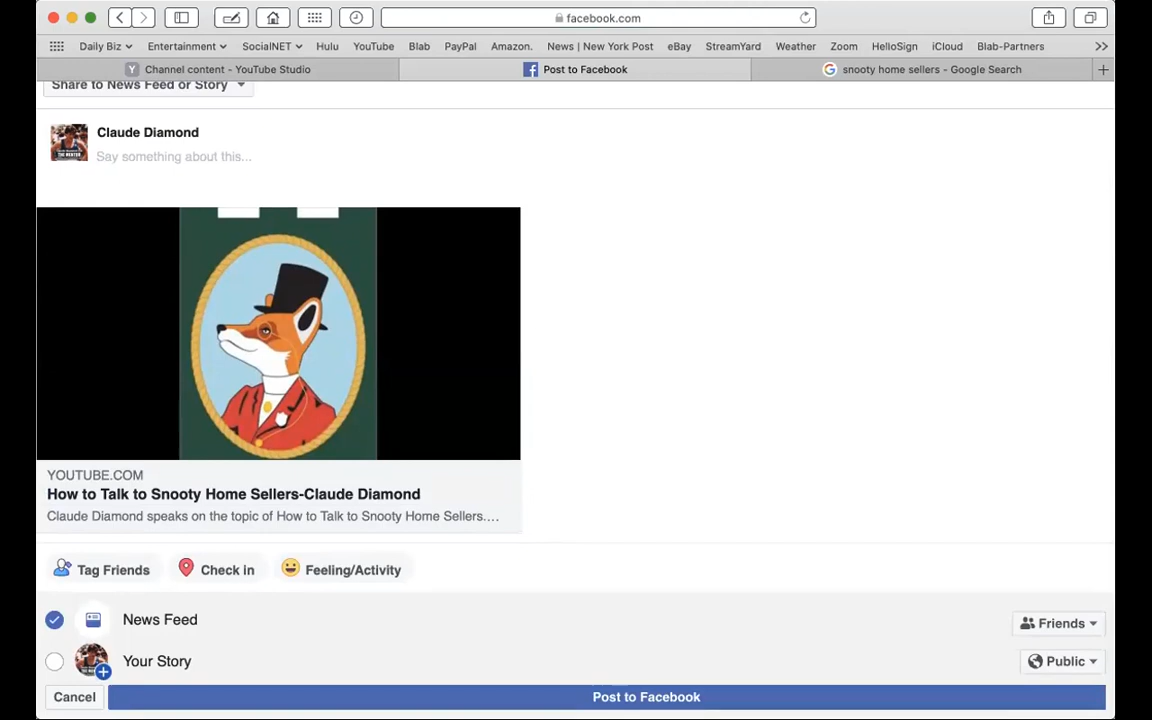 facebook.com
Daily Biz Entertainment SocialNET Hulu YouTube Blab PayPal Amazon. News | New York Post eBay StreamYard Weather Zoom HelloSign iCloud Blab-Partners
Y Channel content - YouTube Studio f Post to Facebook G snooty home sellers - Google Search
Share to News Feed or Story
Claude Diamond
Say something about this...
YOUTUBE.COM
How to Talk to Snooty Home Sellers-Claude Diamond
Claude Diamond speaks on the topic of How to Talk to Snooty Home Sellers....
Tag Friends Check in Feeling/Activity
News Feed Friends
Your Story Public
Cancel Post to Facebook